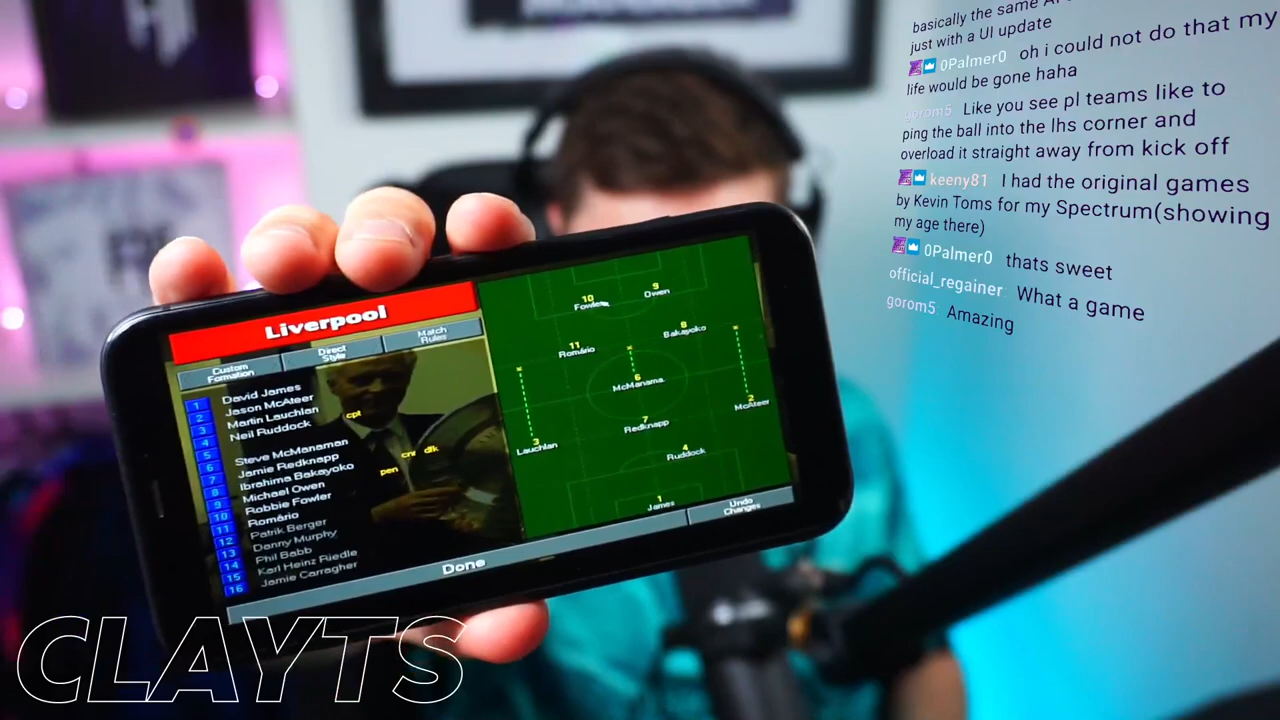 basically the same
just with a UI update
0Palmer0 oh i could not do that my
life would be gone haha
gorom5 Like you see pl teams like to
ping the ball into the lhs corner and
overload it straight away from kick off
keeny81 I had the original games
by Kevin Toms for my Spectrum(showing
my age there)
0Palmer0 thats sweet
official_regainer What a game
gorom5 Amazing
Liverpool
Custom
Formation
Direct
Style
Match
Rules
1 David James
2 Jason McAteer
3 Martin Lauchlan cpt
4 Neil Ruddock
5
6 Steve McManaman cnr dfk
7 Jamie Redknapp pen
8 Ibrahima Bakayoko
9 Michael Owen
10 Robbie Fowler
11 Romário
12 Patrik Berger
13 Danny Murphy
14 Phil Babb
15 Karl Heinz Riedle
16 Jamie Carragher
10
Fowler
9
Owen
11
Romário
8
Bakayoko
6
McManama
3
Lauchlan
7
Redknapp
2
McAteer
4
Ruddock
1
James
Undo
Changes
Done
CLAYTS